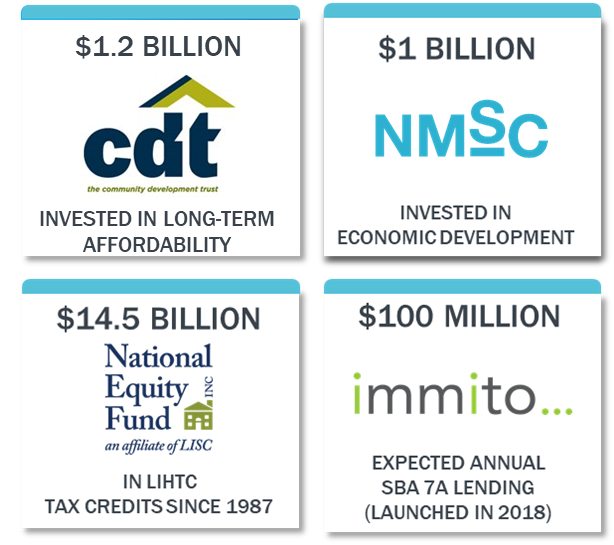 $1.2 BILLION
cdt
the community development trust
INVESTED IN LONG-TERM
AFFORDABILITY
$1 BILLION
NMSC
INVESTED IN
ECONOMIC DEVELOPMENT
$14.5 BILLION
National
Equity
Fund INC
an affiliate of LISC
IN LIHTC
TAX CREDITS SINCE 1987
$100 MILLION
immito...
EXPECTED ANNUAL
SBA 7A LENDING
(LAUNCHED IN 2018)